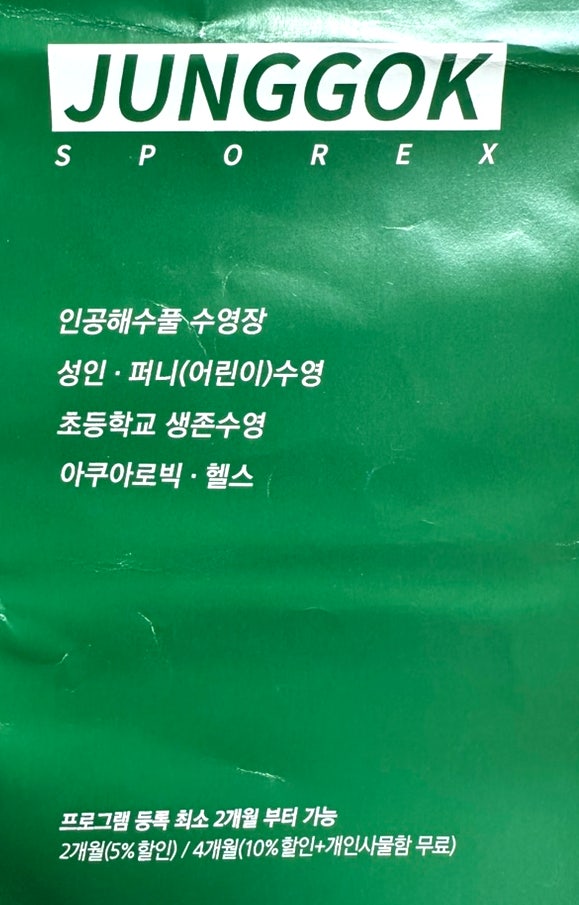 JUNGGOK
SPOREX
인공해수풀 수영장
성인 · 퍼니(어린이)수영
초등학교 생존수영
아쿠아로빅 · 헬스
프로그램 등록 최소 2개월 부터 가능
2개월(5%할인) / 4개월(10%할인+개인사물함 무료)